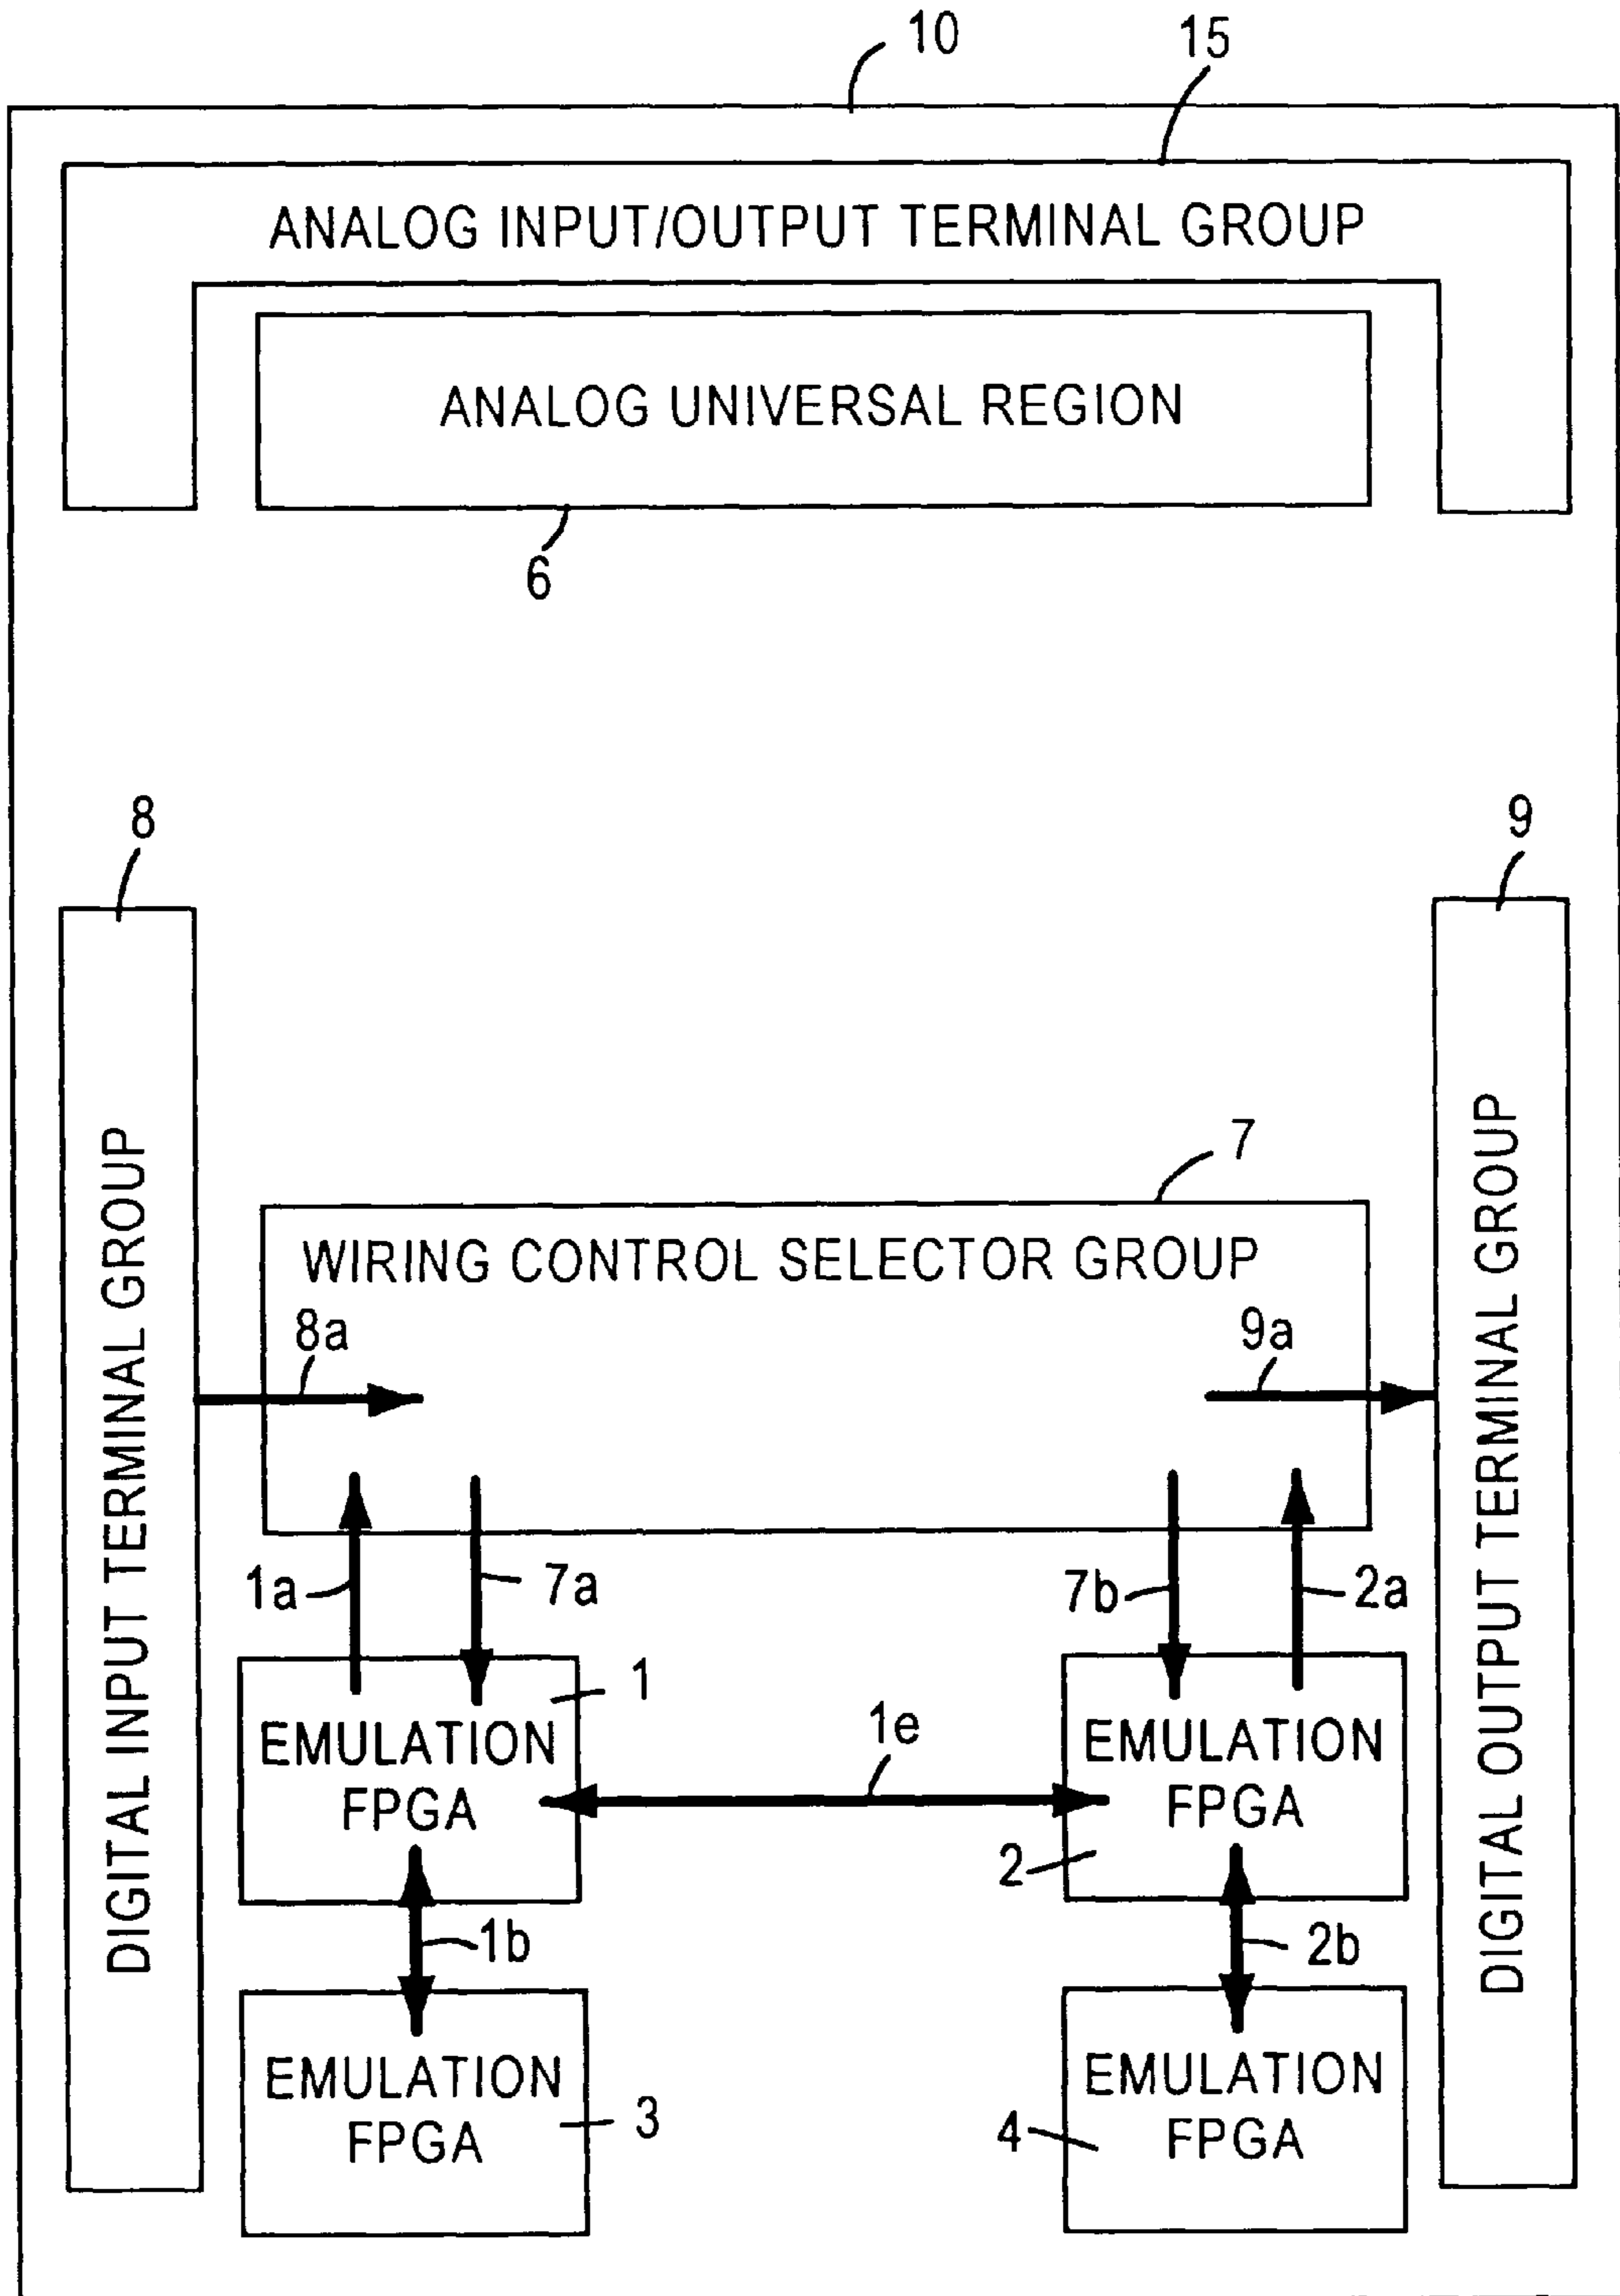 10
15
ANALOG INPUT/OUTPUT TERMINAL GROUP
ANALOG UNIVERSAL REGION
6
8
9
DIGITAL INPUT TERMINAL GROUP
7
WIRING CONTROL SELECTOR GROUP
8a
9a
1a
7a
7b
2a
1
EMULATION
FPGA
1e
EMULATION
FPGA
2
1b
2b
EMULATION
FPGA
3
4
EMULATION
FPGA
DIGITAL OUTPUT TERMINAL GROUP